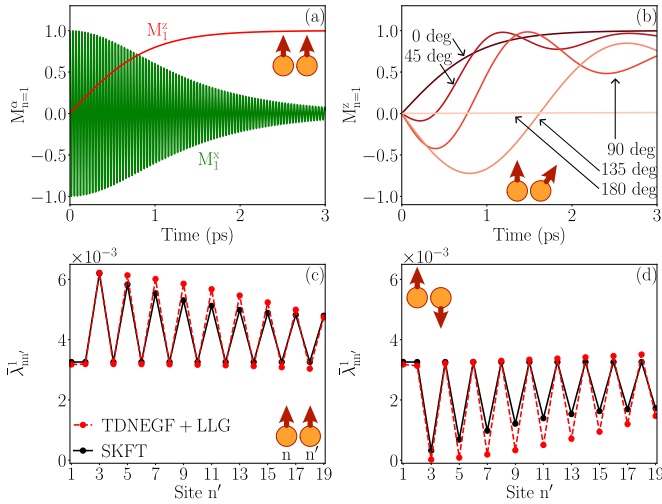 (a)
M₁ᶻ
M₁ˣ
Mᵅₙ₌₁
1.0
0.5
0.0
−0.5
−1.0
0 1 2 3
Time (ps)
(b)
0 deg
45 deg
90 deg
135 deg
180 deg
Mᶻₙ₌₁
1.0
0.5
0.0
−0.5
−1.0
0 1 2 3
Time (ps)
×10⁻³
(c)
λ̄¹ₙₙ′
6
4
2
0
TDNEGF + LLG
SKFT
n n′
1 3 5 7 9 11 13 15 17 19
Site n′
×10⁻³
(d)
λ̄¹ₙₙ′
6
4
2
0
1 3 5 7 9 11 13 15 17 19
Site n′